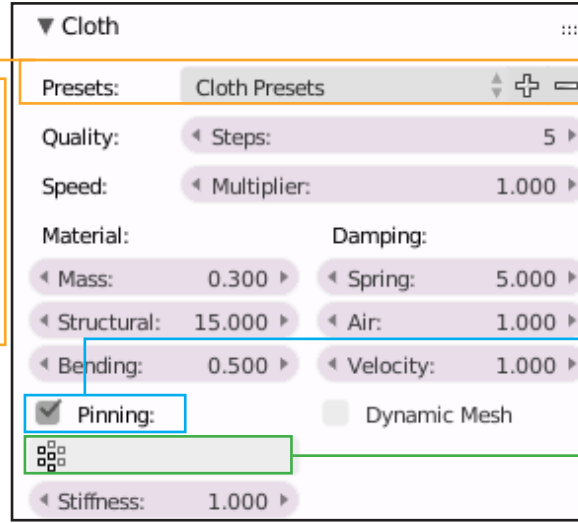 Cloth
Presets: Cloth Presets
Quality: Steps: 5
Speed: Multiplier: 1.000
Material: Damping:
Mass: 0.300 Spring: 5.000
Structural: 15.000 Air: 1.000
Bending: 0.500 Velocity: 1.000
Pinning: Dynamic Mesh
Stiffness: 1.000